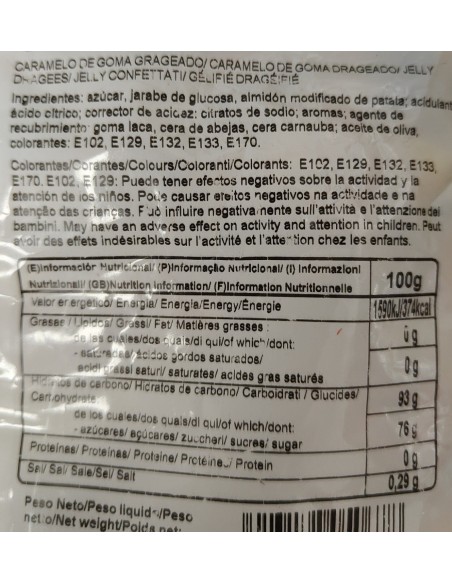 CARAMELO DE GOMA GRAGEADO/ CARAMELO DE GOMA DRAGEADO/ JELLY
DRAGEES/ JELLY CONFETTATI/ GÉLIFIÉ DRAGÉIFIÉ
Ingredientes: azúcar, jarabe de glucosa, almidón modificado de patata; acidulant
ácido cítrico; corrector de acidez: citratos de sodio; aromas; agente de
recubrimiento goma laca, cera de abejas, cera carnauba; aceite de oliva,
colorantes: E102, E129, E132, E133, E170.
Colorantes/Corantes/Colours/Coloranti/Colorants: E102, E129, E132, E133,
E170. E102, E129: Puede tener efectos negativos sobre la actividad y la
atención de los niños. Pode causar efeitos negativos na actividade e na
atenção das crianças. Può influire negativamente sull'attività e l'attenzione dei
bambini. May have an adverse effect on activity and attention in children. Peut
avoir des effets indésirables sur l'activité et l'attention chez les enfants.
(E)Información Nutricional/ (P)Informação Nutricional/ (I) Informazioni
Nutrizionali/ (GB)Nutrition Information/ (F)Information Nutritionnelle 100g
Valor energético/ Energia/ Energia/Energy/Énergie 1590kJ/374kcal
Grasas / Lípidos/ Grassi/ Fat/ Matières grasses : 0g
de las cuales/dos quais/di qui/of which/dont:
- saturadas/ ácidos gordos saturados/
acidi grassi saturi/ saturates/ acides gras saturés 0g
Hidratos de carbono/ Hidratos de carbono/ Carboidrati / Glucides/
Carbohydrate 93 g
de los cuales/dos quais/di qui/of which/dont:
- azúcares/ açúcares/ zuccheri/ sucres/ sugar 76 g
Proteínas/ Proteínas/ Proteine/ Protéines/ Protein 0g
Sal/ Sal/ Sale/Sel/ Salt 0,29 g
Peso Neto/Peso liquido/Peso
netto/Net weight/Poids net: